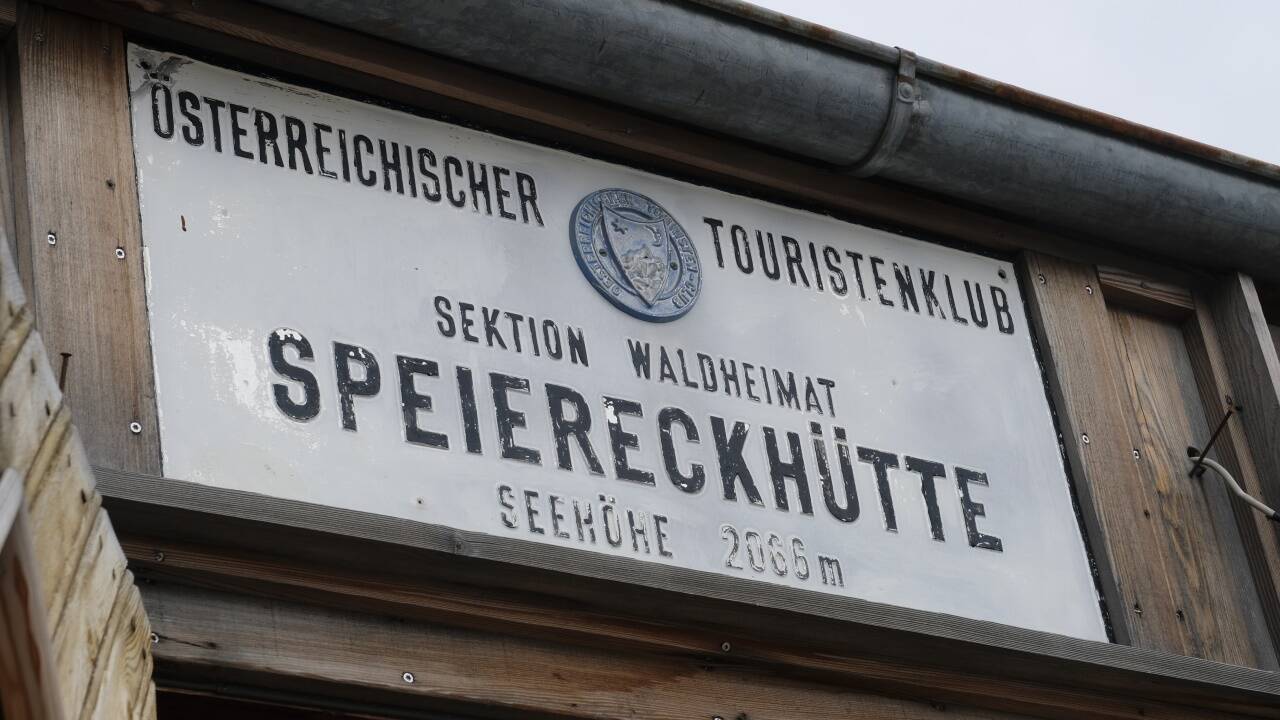 ÖSTERREICHISCHER TOURISTENKLUB
SEKTION WALDHEIMAT
SPEIERECKHÜTTE
SEEHÖHE 2066 m